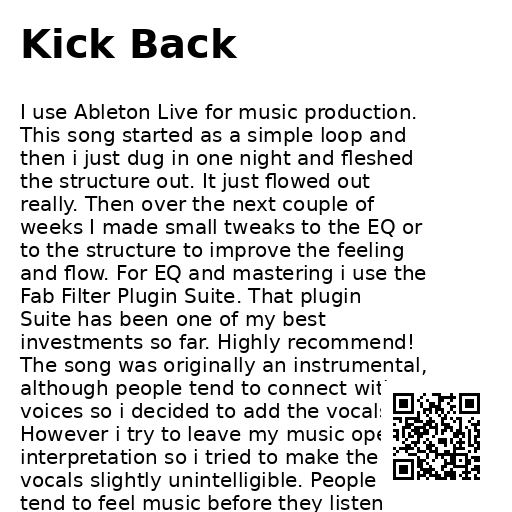 Kick Back
I use Ableton Live for music production.
This song started as a simple loop and
then i just dug in one night and fleshed
the structure out. It just flowed out
really. Then over the next couple of
weeks I made small tweaks to the EQ or
to the structure to improve the feeling
and flow. For EQ and mastering i use the
Fab Filter Plugin Suite. That plugin
Suite has been one of my best
investments so far. Highly recommend!
The song was originally an instrumental,
although people tend to connect with
voices so i decided to add the vocals
However i try to leave my music
interpretation so i tried to make the
vocals slightly unintelligible. People
tend to feel music before they listen